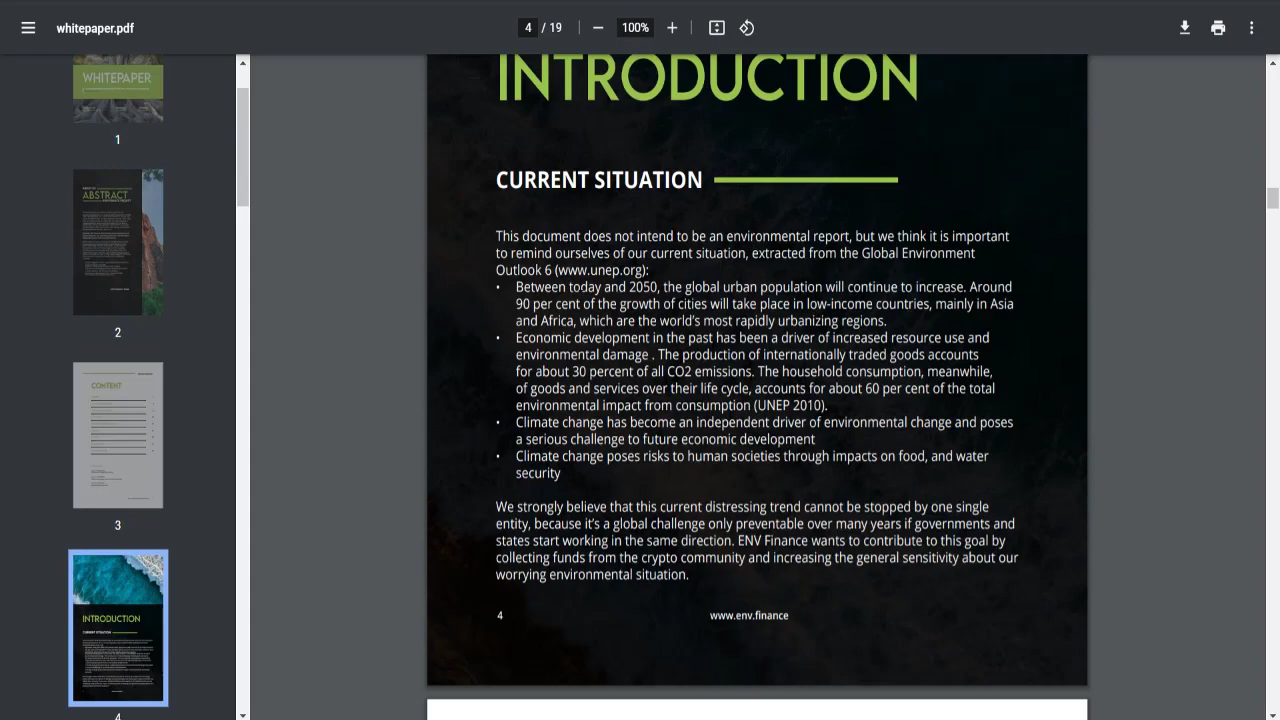 whitepaper.pdf
4 / 19
100%
WHITEPAPER
1
ABSTRACT
2
CONTENT
3
INTRODUCTION
CURRENT SITUATION
4
INTRODUCTION
CURRENT SITUATION
This document does not intend to be an environmental report, but we think it is important
to remind ourselves of our current situation, extracted from the Global Environment
Outlook 6 (www.unep.org):
• Between today and 2050, the global urban population will continue to increase. Around
90 per cent of the growth of cities will take place in low-income countries, mainly in Asia
and Africa, which are the world's most rapidly urbanizing regions.
• Economic development in the past has been a driver of increased resource use and
environmental damage . The production of internationally traded goods accounts
for about 30 percent of all CO2 emissions. The household consumption, meanwhile,
of goods and services over their life cycle, accounts for about 60 per cent of the total
environmental impact from consumption (UNEP 2010).
• Climate change has become an independent driver of environmental change and poses
a serious challenge to future economic development
• Climate change poses risks to human societies through impacts on food, and water
security
We strongly believe that this current distressing trend cannot be stopped by one single
entity, because it's a global challenge only preventable over many years if governments and
states start working in the same direction. ENV Finance wants to contribute to this goal by
collecting funds from the crypto community and increasing the general sensitivity about our
worrying environmental situation.
4 www.env.finance